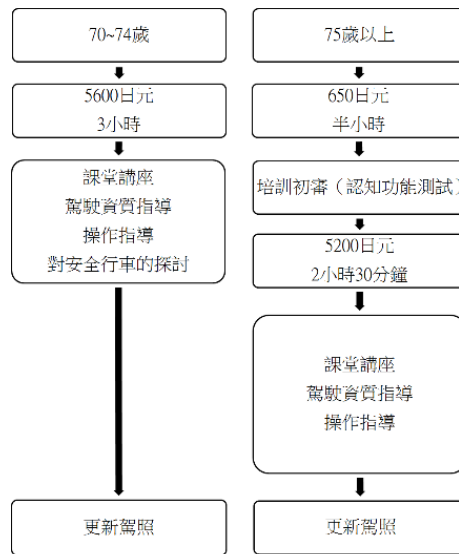 70~74歲
5600日元
3小時
課堂講座
駕駛資質指導
操作指導
對安全行車的探討
更新駕照
75歲以上
650日元
半小時
培訓初審（認知功能測試）
5200日元
2小時30分鐘
課堂講座
駕駛資質指導
操作指導
更新駕照